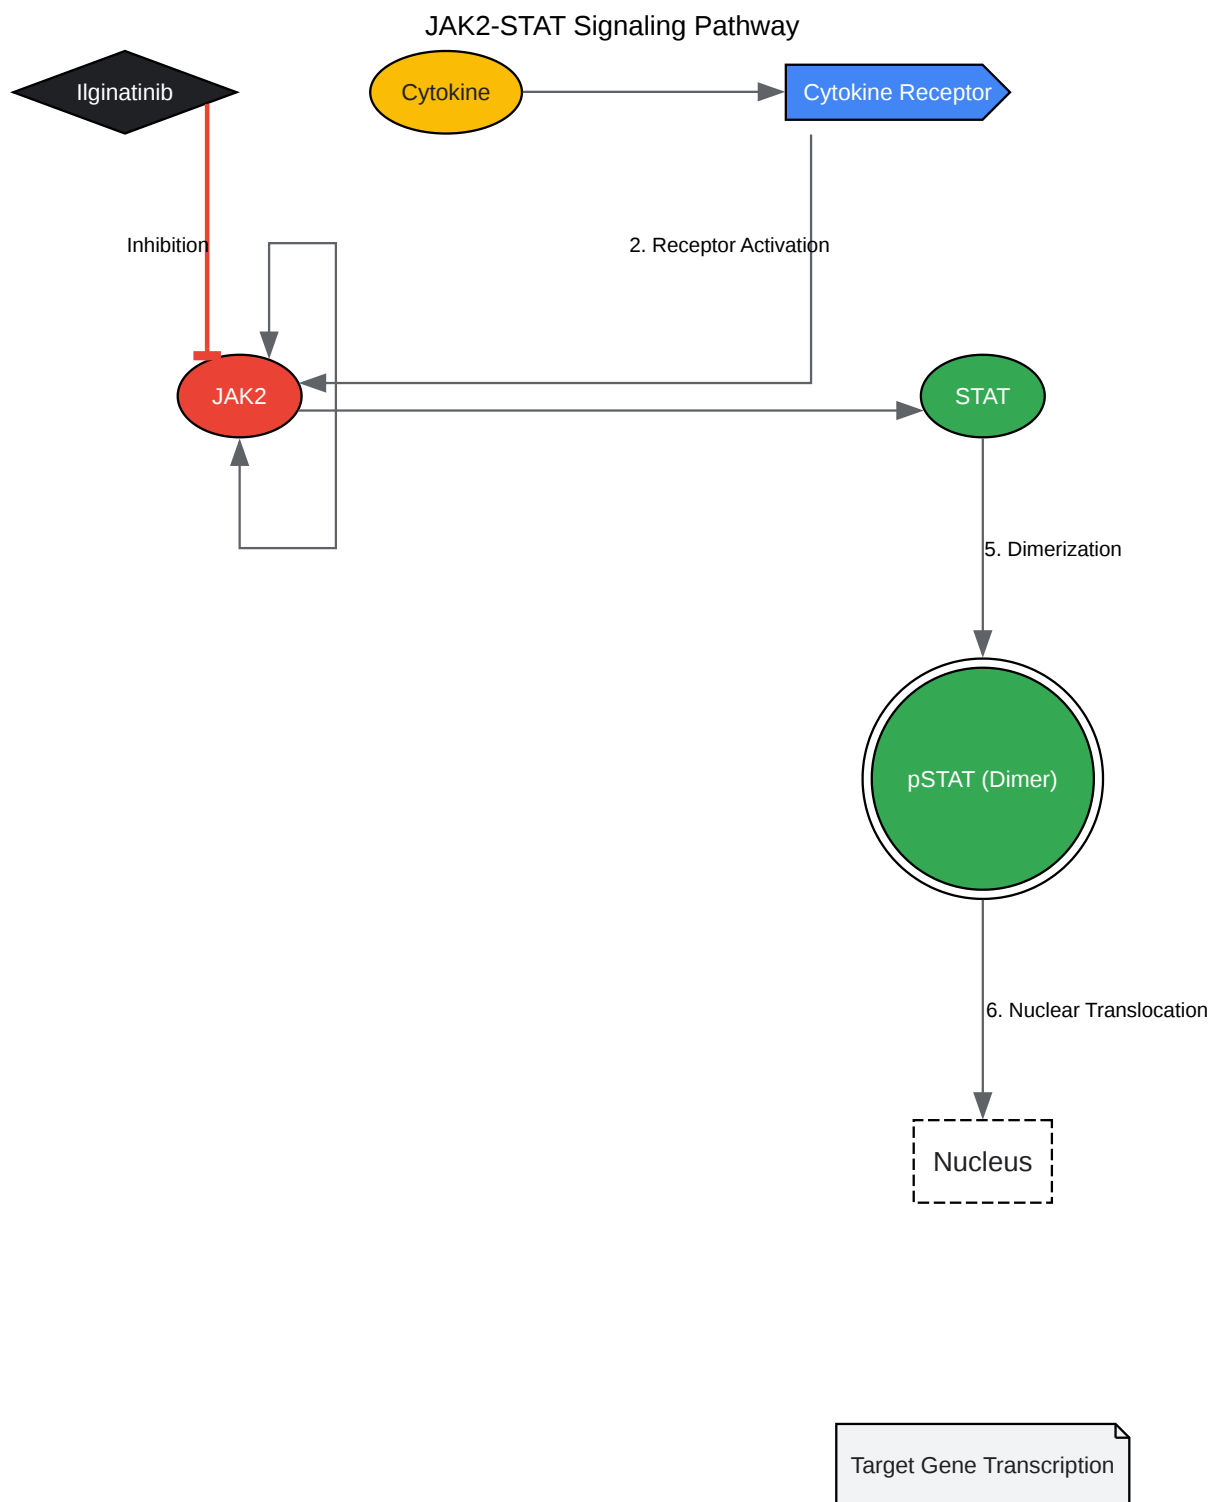 JAK2-STAT Signaling Pathway
Ilginatinib
Cytokine
Cytokine Receptor
Inhibition
2. Receptor Activation
JAK2
STAT
5. Dimerization
pSTAT (Dimer)
6. Nuclear Translocation
Nucleus
Target Gene Transcription